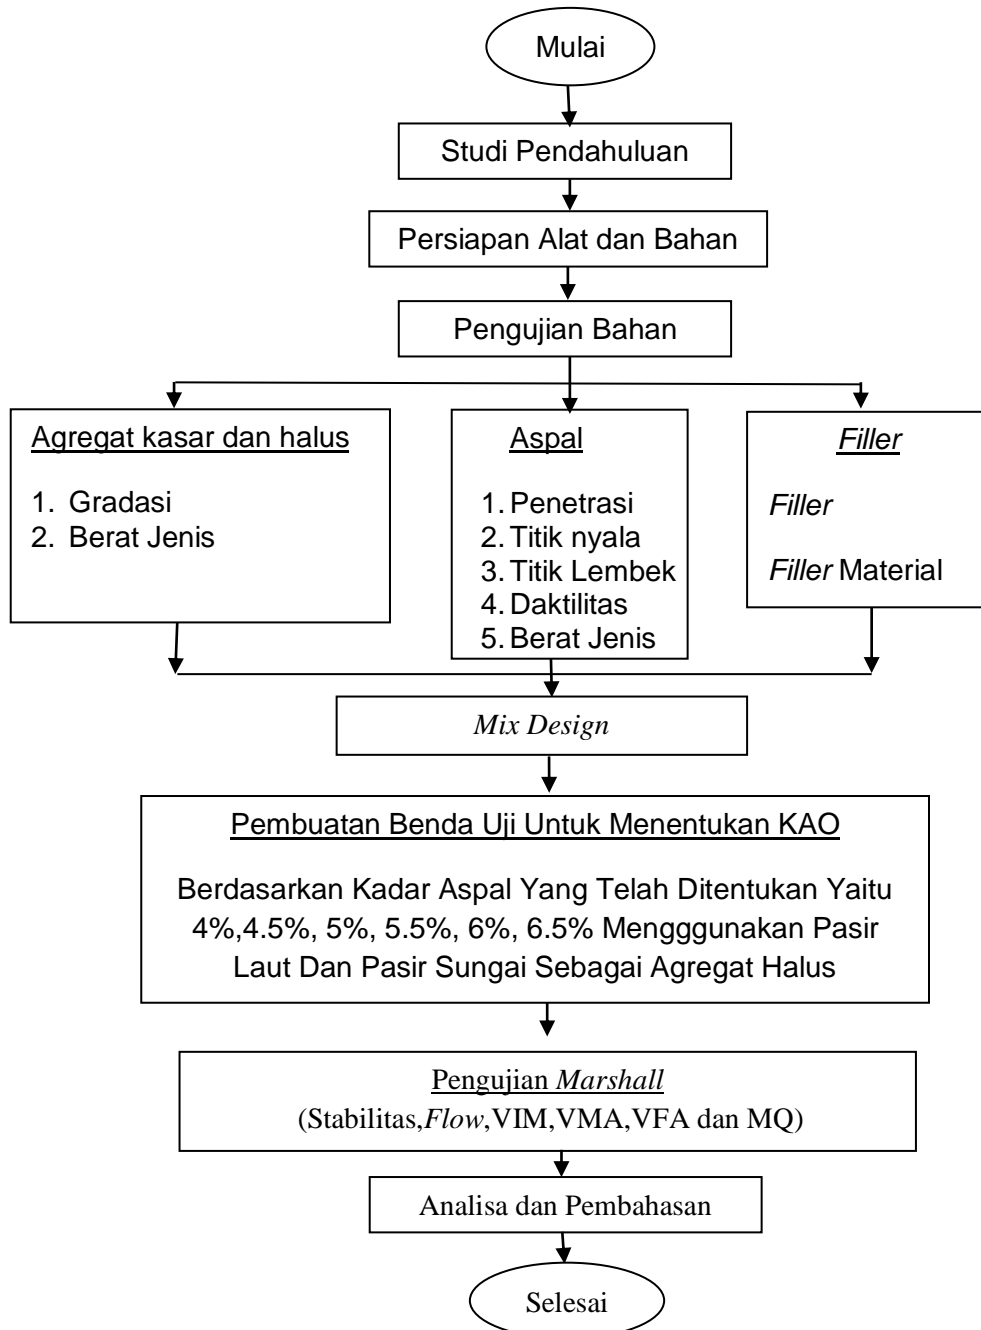 Mulai
Studi Pendahuluan
Persiapan Alat dan Bahan
Pengujian Bahan
Agregat kasar dan halus
1. Gradasi
2. Berat Jenis
Aspal
1. Penetrasi
2. Titik nyala
3. Titik Lembek
4. Daktilitas
5. Berat Jenis
Filler
Filler
Filler Material
Mix Design
Pembuatan Benda Uji Untuk Menentukan KAO
Berdasarkan Kadar Aspal Yang Telah Ditentukan Yaitu
4%,4.5%, 5%, 5.5%, 6%, 6.5% Mengggunakan Pasir
Laut Dan Pasir Sungai Sebagai Agregat Halus
Pengujian Marshall
(Stabilitas,Flow,VIM,VMA,VFA dan MQ)
Analisa dan Pembahasan
Selesai